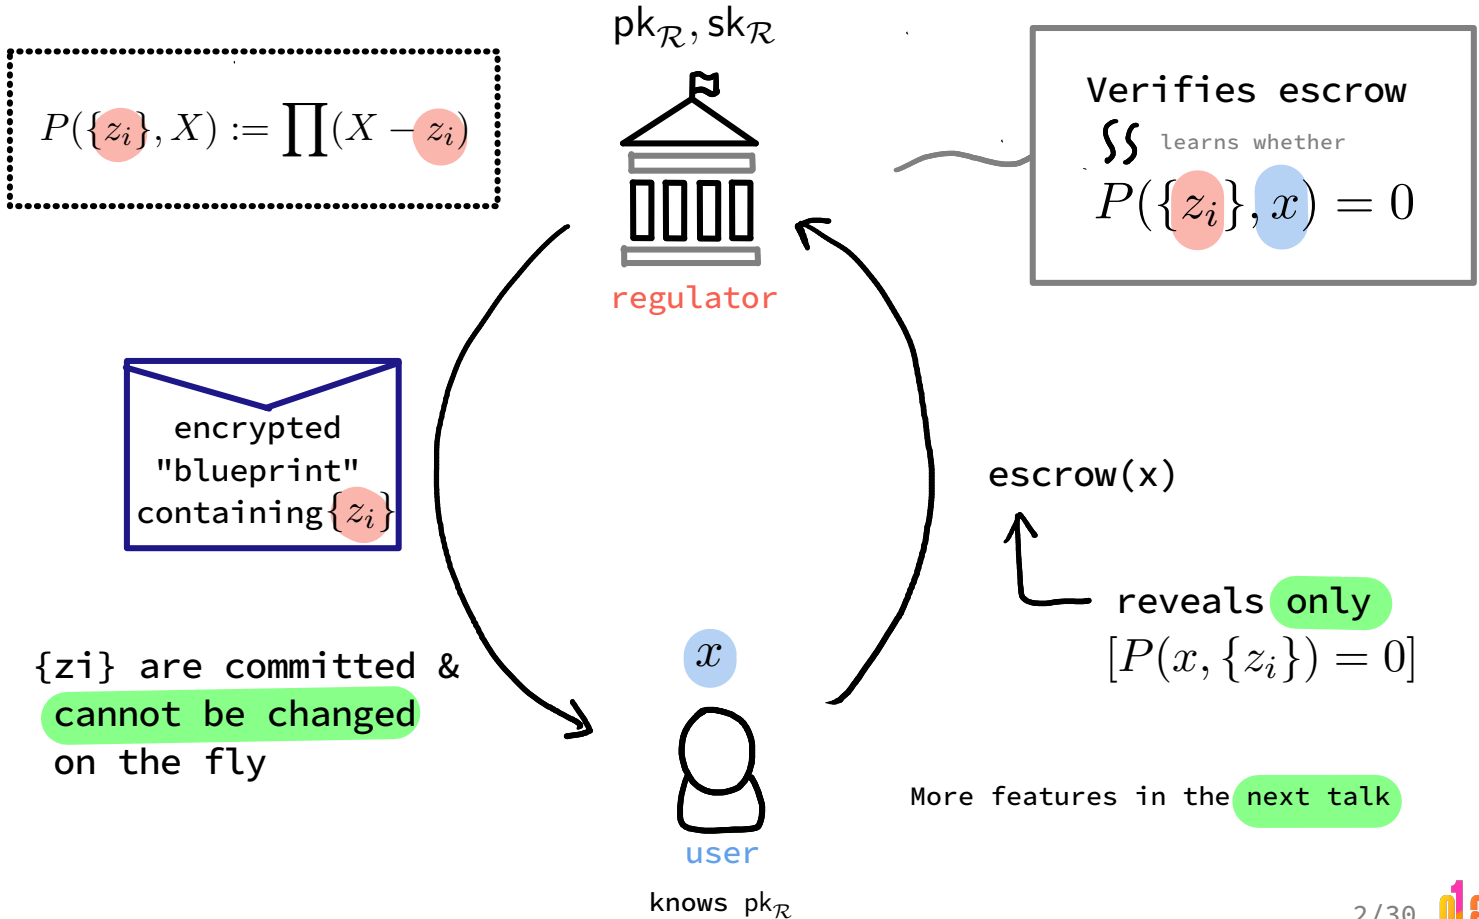 pk_R, sk_R
P({z_i}, X) := ∏(X − z_i)
Verifies escrow
learns whether
P({z_i}, x) = 0
regulator
encrypted
"blueprint"
containing{z_i}
escrow(x)
reveals only
[P(x, {z_i}) = 0]
{zi} are committed &
cannot be changed
on the fly
x
More features in the next talk
user
knows pk_R
2/30